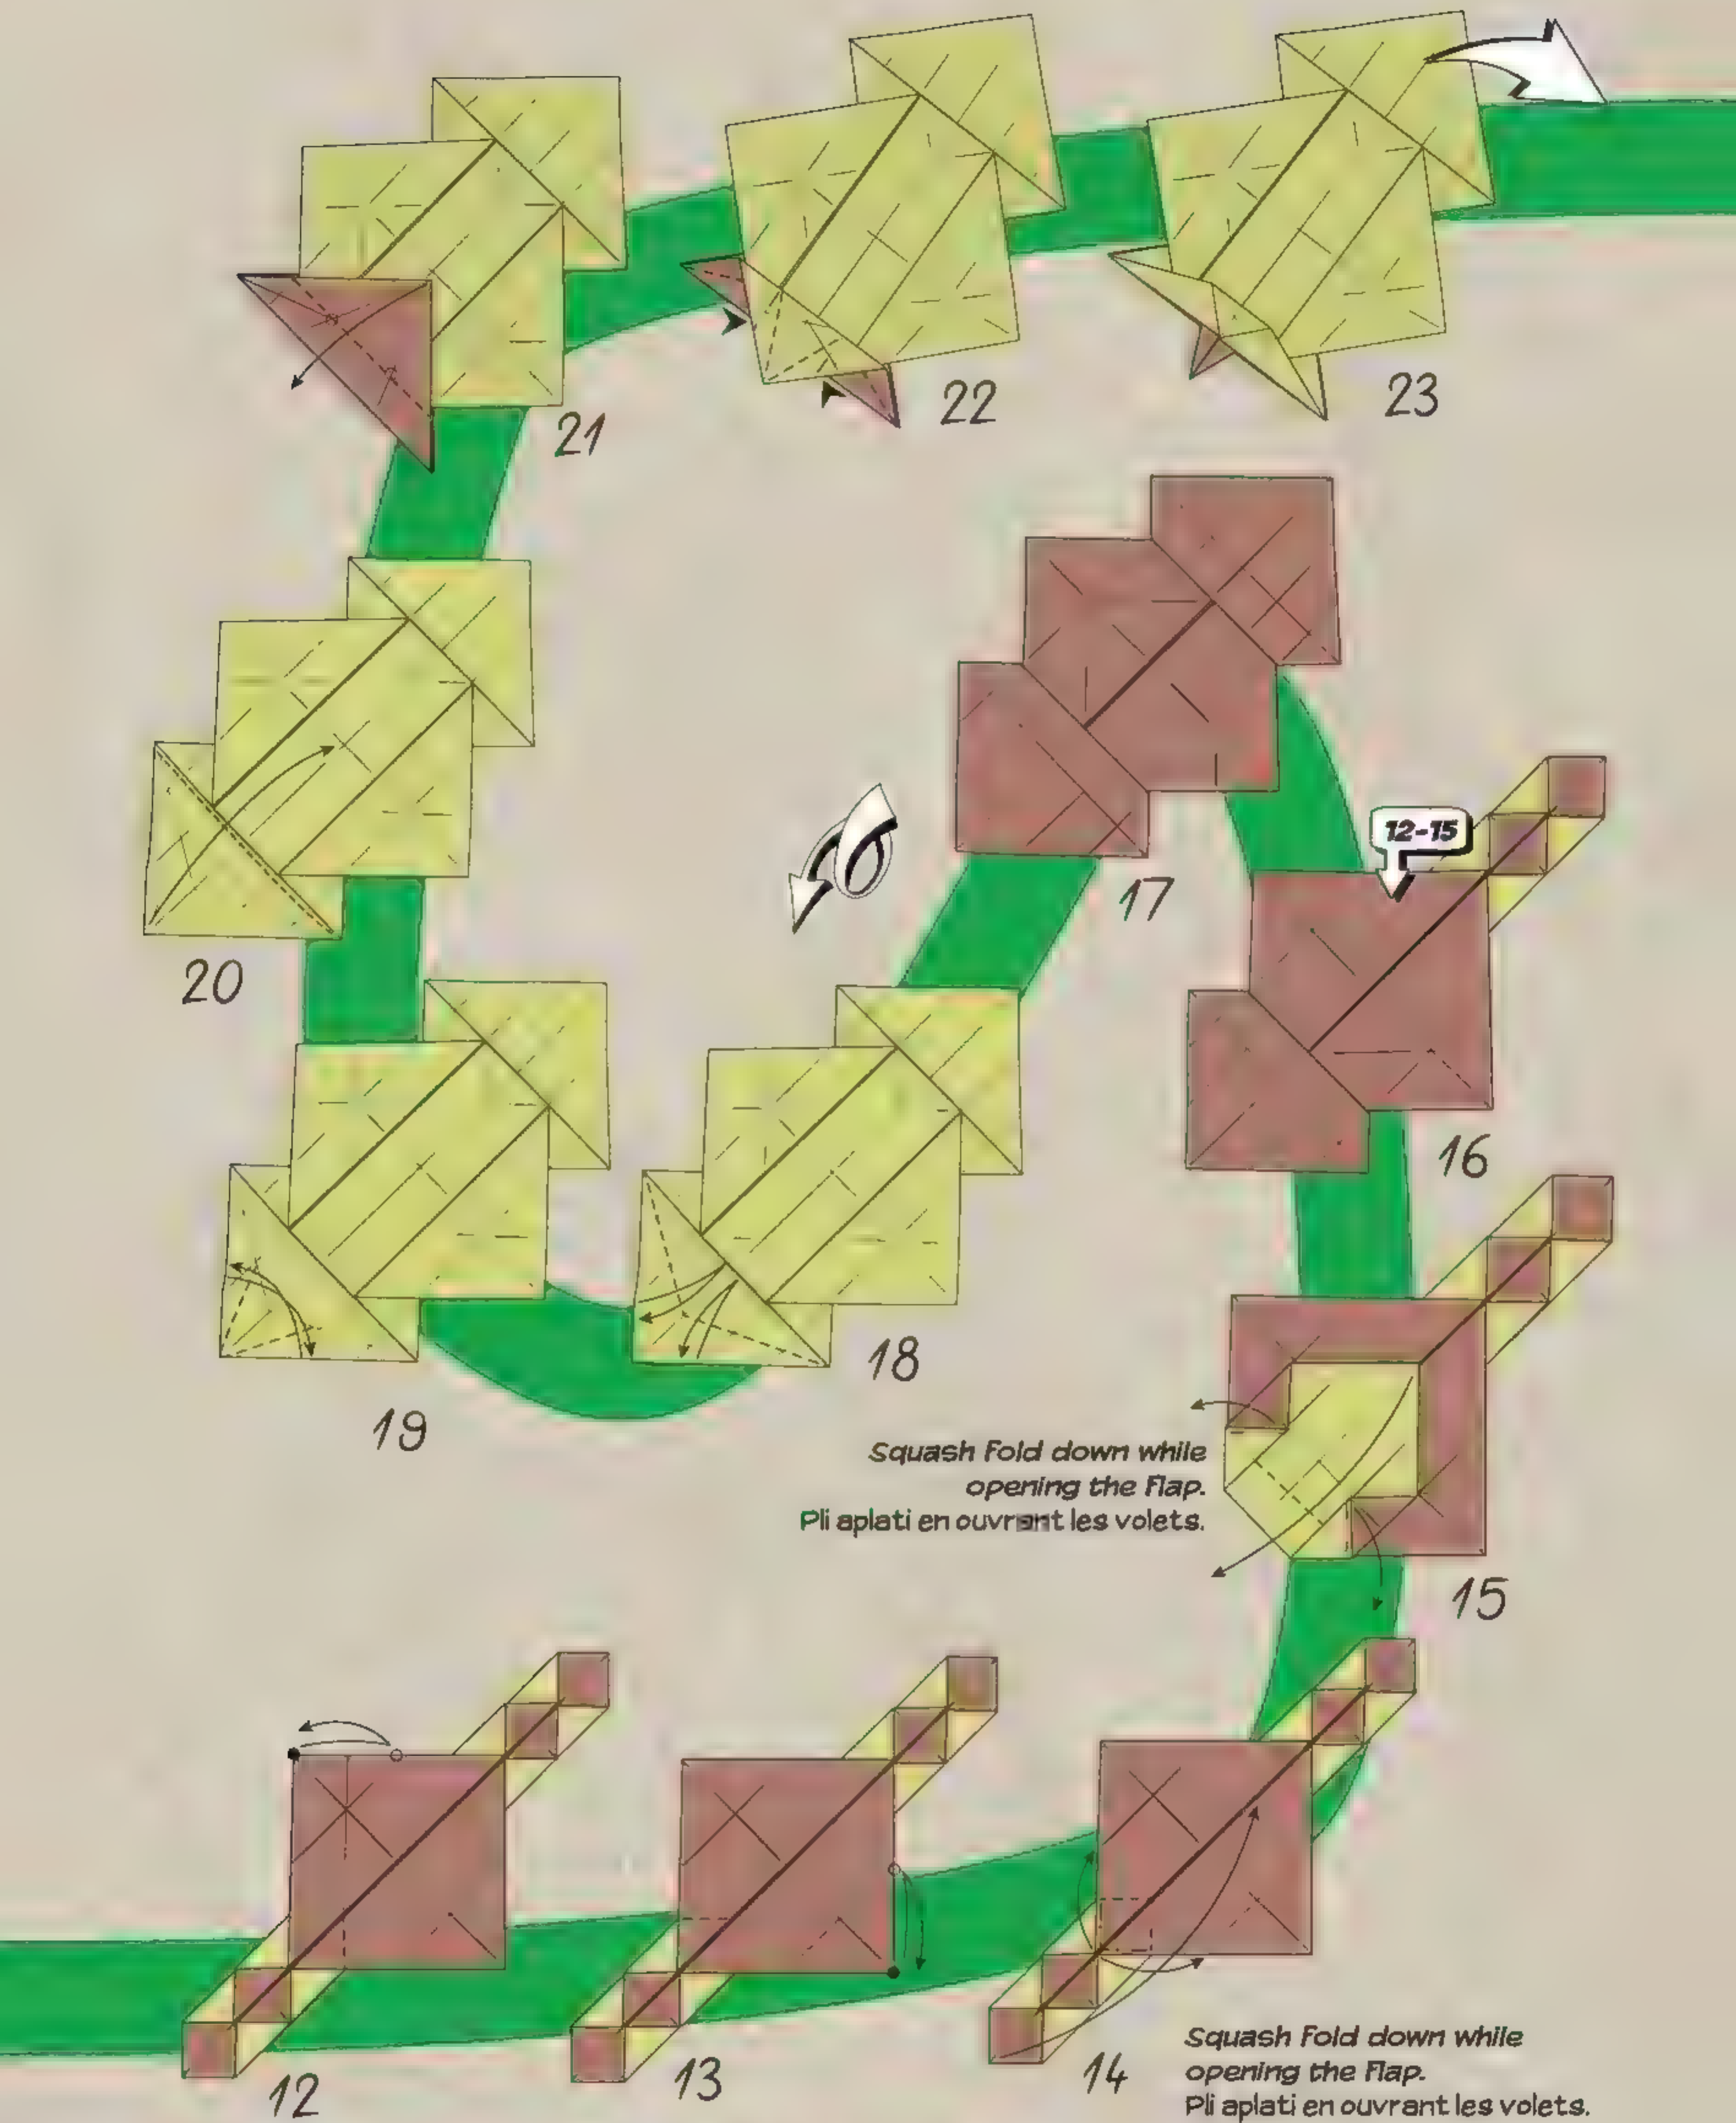 21
22
23
20
17
12-15
16
19
18
Squash fold down while
opening the flap.
Pli aplati en ouvrant les volets.
15
12
13
14
Squash fold down while
opening the flap.
Pli aplati en ouvrant les volets.